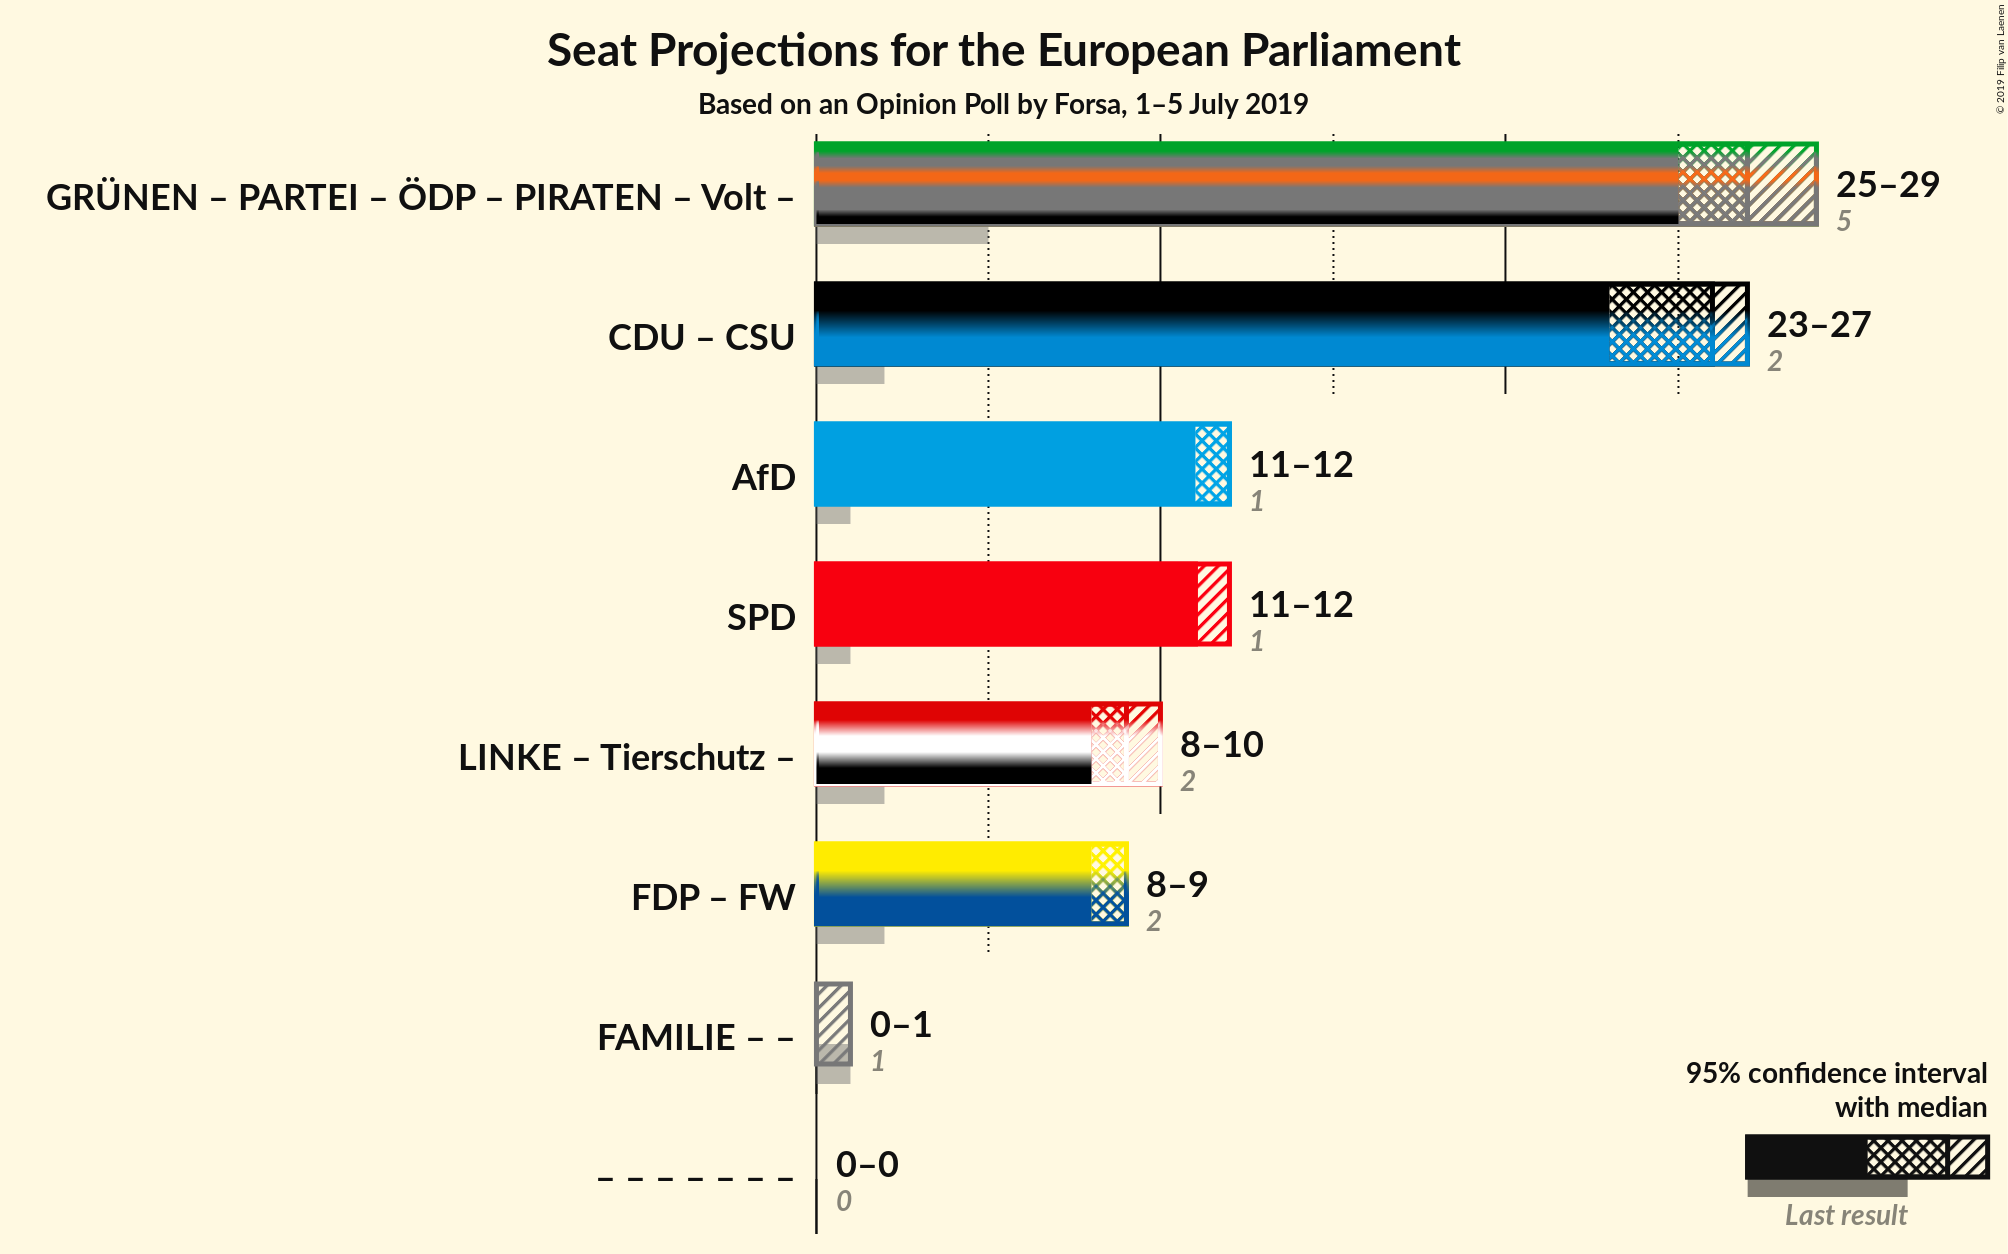 Seat Projections for the European Parliament
Based on an Opinion Poll by Forsa, 1–5 July 2019
© 2019 Filip van Laenen
GRÜNEN – PARTEI – ÖDP – PIRATEN – Volt –
25–29
5
CDU – CSU
23–27
2
AfD
11–12
1
SPD
11–12
1
LINKE – Tierschutz –
8–10
2
FDP – FW
8–9
2
FAMILIE – –
0–1
1
– – – – – – –
0–0
0
95% confidence interval
with median
Last result